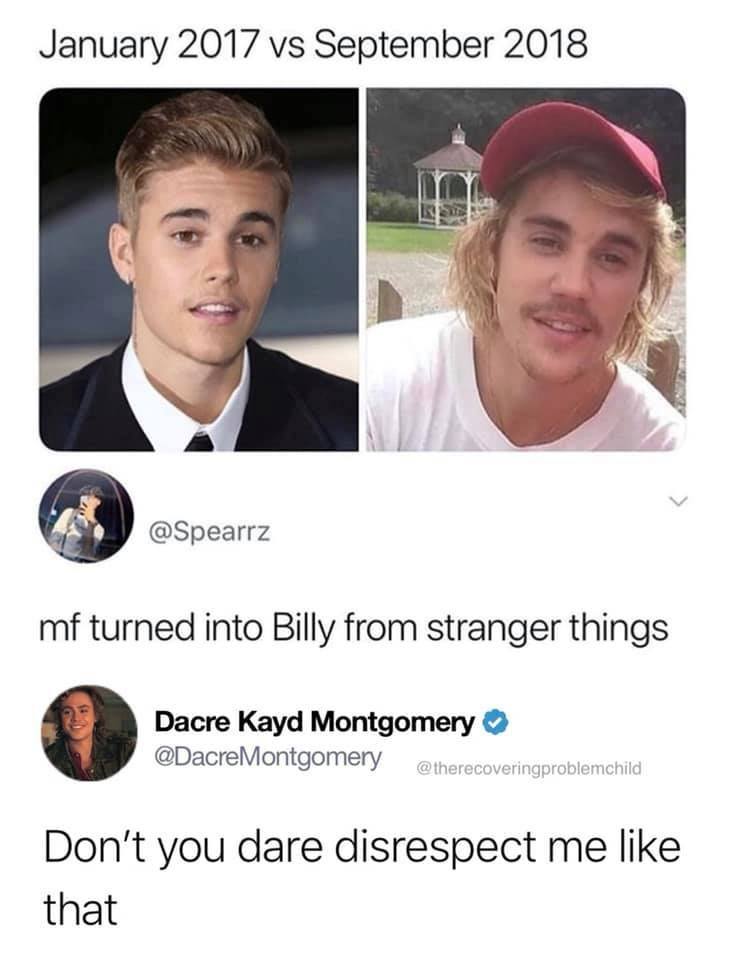 January 2017 vs September 2018
@Spearrz
mf turned into Billy from stranger things
Dacre Kayd Montgomery
@DacreMontgomery @therecoveringproblemchild
Don’t you dare disrespect me like
that